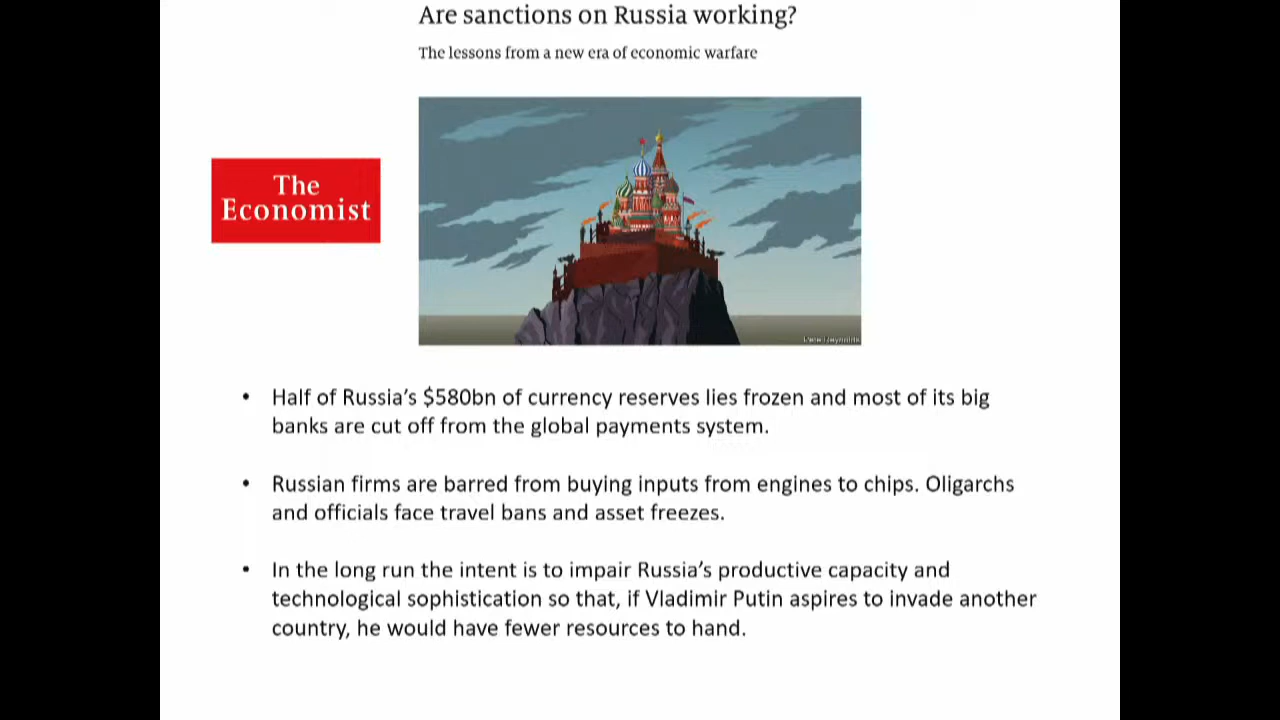 Are sanctions on Russia working?
The lessons from a new era of economic warfare
The
Economist
• Half of Russia's $580bn of currency reserves lies frozen and most of its big
banks are cut off from the global payments system.
• Russian firms are barred from buying inputs from engines to chips. Oligarchs
and officials face travel bans and asset freezes.
• In the long run the intent is to impair Russia's productive capacity and
technological sophistication so that, if Vladimir Putin aspires to invade another
country, he would have fewer resources to hand.